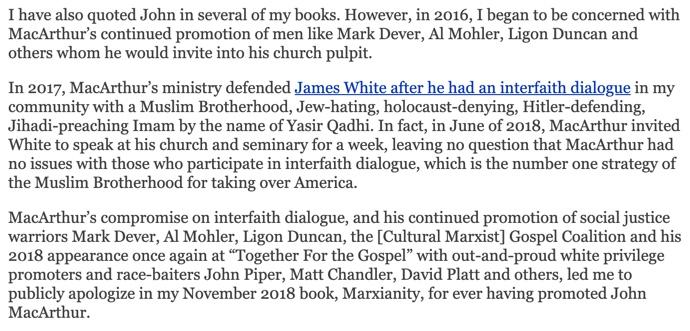 I have also quoted John in several of my books. However, in 2016, I began to be concerned with
MacArthur’s continued promotion of men like Mark Dever, Al Mohler, Ligon Duncan and
others whom he would invite into his church pulpit.
In 2017, MacArthur’s ministry defended James White after he had an interfaith dialogue in my
community with a Muslim Brotherhood, Jew-hating, holocaust-denying, Hitler-defending,
Jihadi-preaching Imam by the name of Yasir Qadhi. In fact, in June of 2018, MacArthur invited
White to speak at his church and seminary for a week, leaving no question that MacArthur had
no issues with those who participate in interfaith dialogue, which is the number one strategy of
the Muslim Brotherhood for taking over America.
MacArthur’s compromise on interfaith dialogue, and his continued promotion of social justice
warriors Mark Dever, Al Mohler, Ligon Duncan, the [Cultural Marxist] Gospel Coalition and his
2018 appearance once again at “Together For the Gospel” with out-and-proud white privilege
promoters and race-baiters John Piper, Matt Chandler, David Platt and others, led me to
publicly apologize in my November 2018 book, Marxianity, for ever having promoted John
MacArthur.